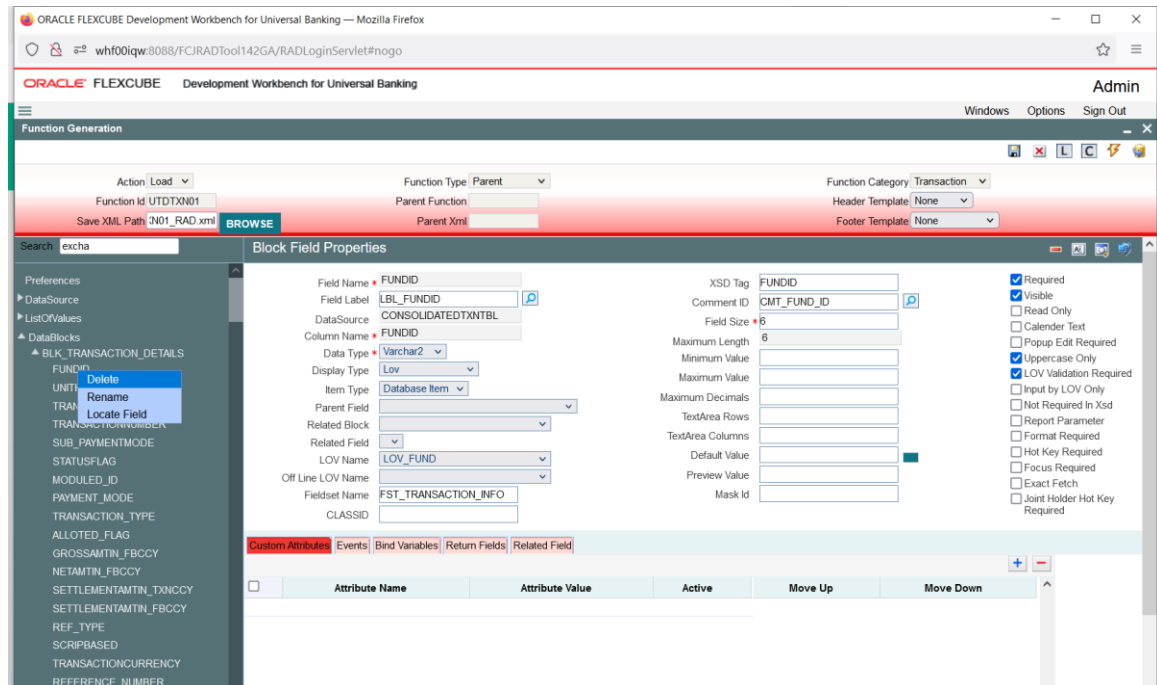 ORACLE FLEXCUBE Development Workbench for Universal Banking — Mozilla Firefox
whf00iqw:8088/FCJRADTool142GA/RADLoginServlet#nogo
ORACLE FLEXCUBE Development Workbench for Universal Banking
Admin
Windows Options Sign Out
Function Generation
L C
Action Load Function Type Parent Function Category Transaction
Function Id UTDTXN01 Parent Function Header Template None
Save XML Path N01_RAD.xml BROWSE Parent Xml Footer Template None
Search excha
Preferences
DataSource
ListOfValues
DataBlocks
BLK_TRANSACTION_DETAILS
FUNDID
Delete
Rename
Locate Field
TRANSACTIONNUMBER
SUB_PAYMENTMODE
STATUSFLAG
MODULED_ID
PAYMENT_MODE
TRANSACTION_TYPE
ALLOTED_FLAG
GROSSAMTIN_FBCCY
NETAMTIN_FBCCY
SETTLEMENTAMTIN_TXNCCY
SETTLEMENTAMTIN_FBCCY
REF_TYPE
SCRIPBASED
TRANSACTIONCURRENCY
REFERENCE_NUMBER
Block Field Properties
Field Name * FUNDID
Field Label LBL_FUNDID
DataSource CONSOLIDATEDTXNTBL
Column Name * FUNDID
Data Type * Varchar2
Display Type Lov
Item Type Database Item
Parent Field
Related Block
Related Field
LOV Name LOV_FUND
Off Line LOV Name
Fieldset Name FST_TRANSACTION_INFO
CLASSID
XSD Tag FUNDID
Comment ID CMT_FUND_ID
Field Size * 6
Maximum Length 6
Minimum Value
Maximum Value
Maximum Decimals
TextArea Rows
TextArea Columns
Default Value
Preview Value
Mask Id
Required
Visible
Read Only
Calender Text
Popup Edit Required
Uppercase Only
LOV Validation Required
Input by LOV Only
Not Required In Xsd
Report Parameter
Format Required
Hot Key Required
Focus Required
Exact Fetch
Joint Holder Hot Key
Required
Custom Attributes Events Bind Variables Return Fields Related Field
Attribute Name Attribute Value Active Move Up Move Down